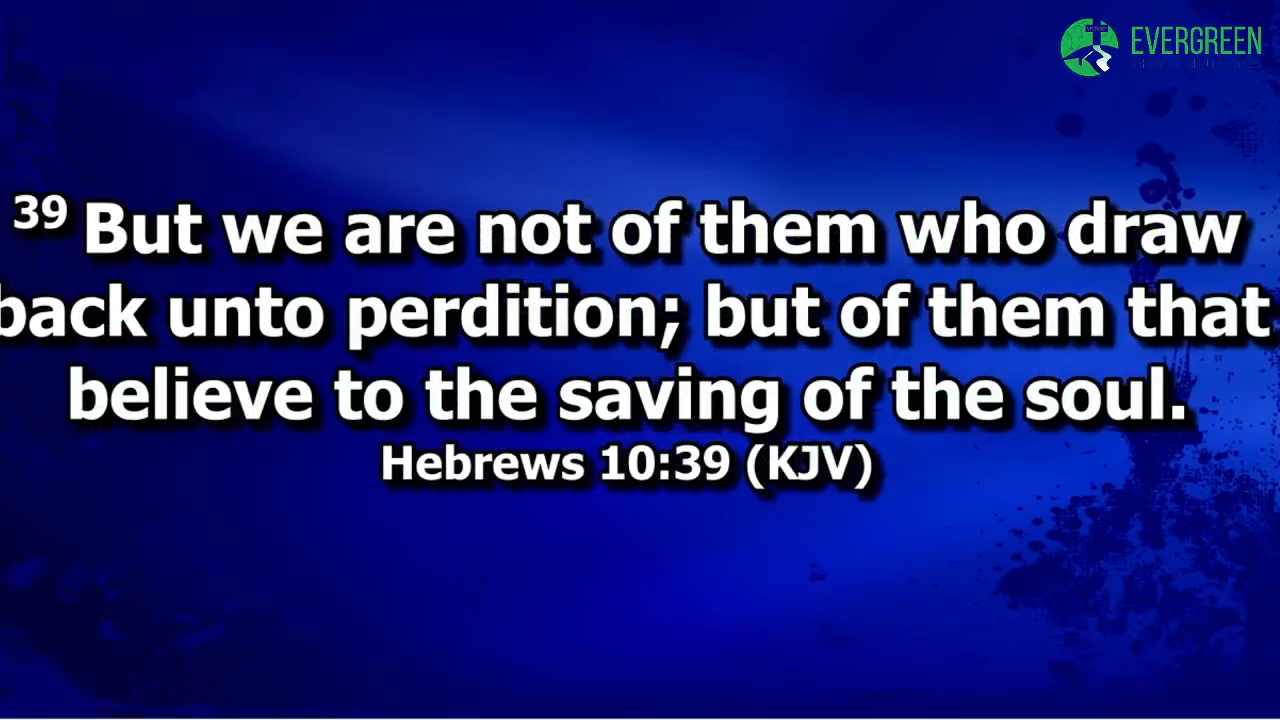 EVERGREEN
39 But we are not of them who draw
back unto perdition; but of them that
believe to the saving of the soul.
Hebrews 10:39 (KJV)